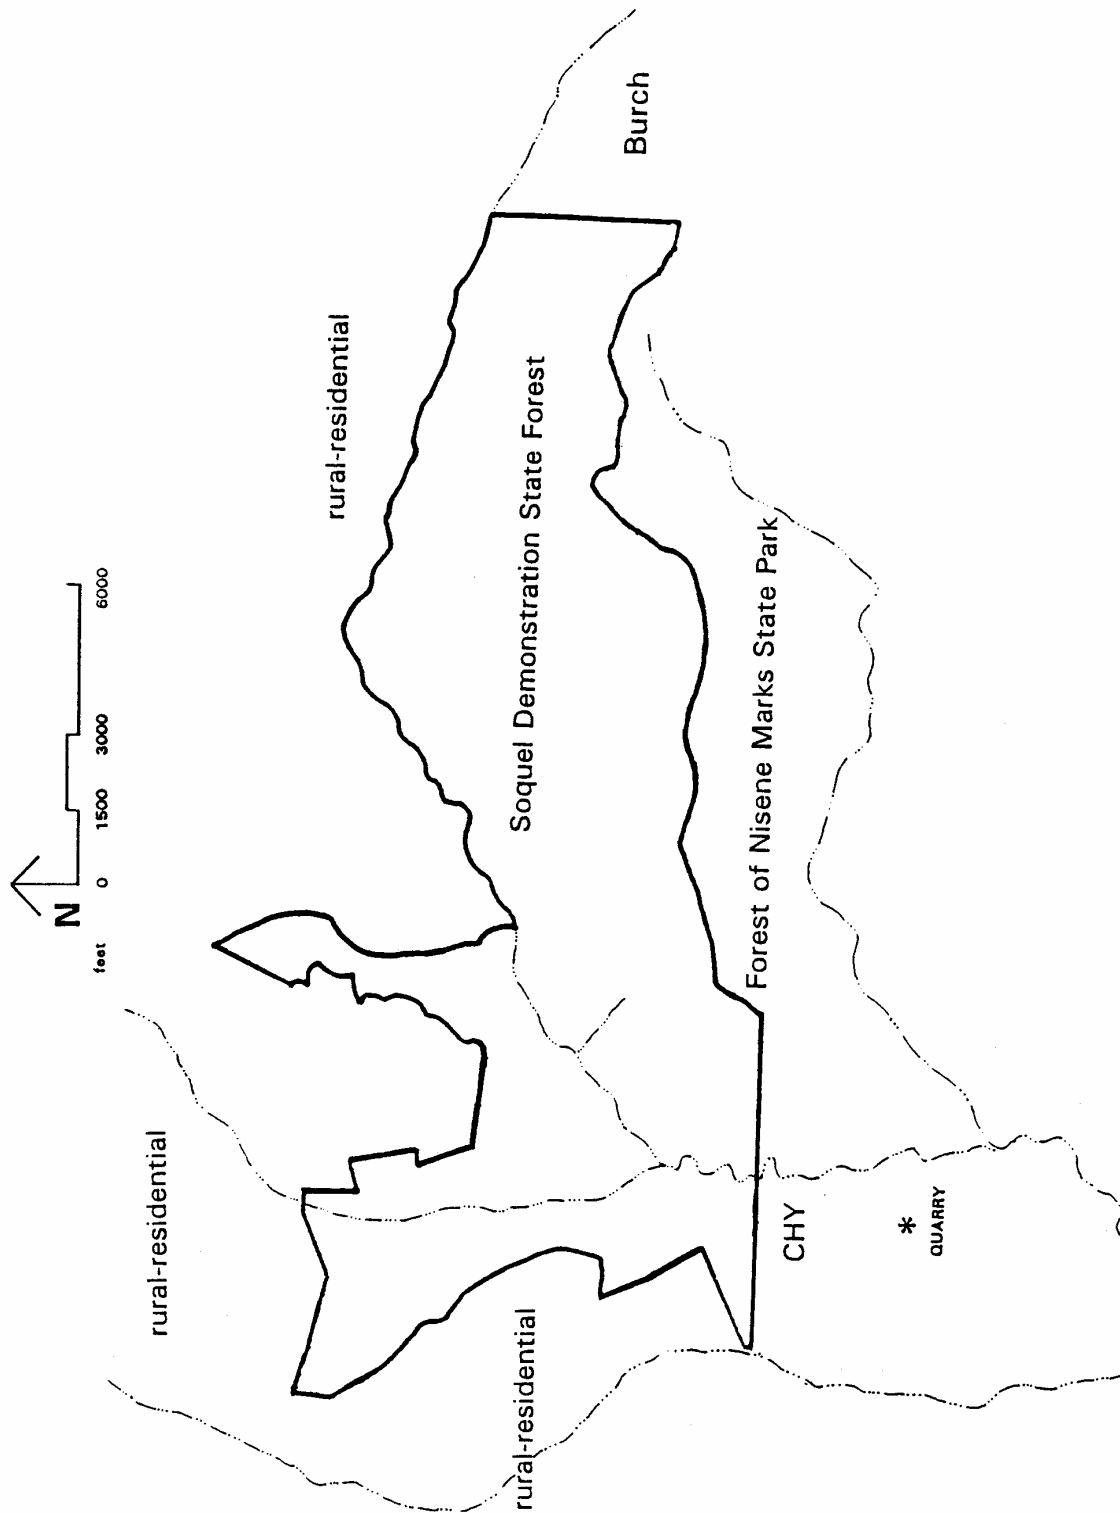 N
feet 0 1500 3000 6000
rural-residential
rural-residential
rural-residential
Burch
Soquel Demonstration State Forest
Forest of Nisene Marks State Park
CHY
*
QUARRY